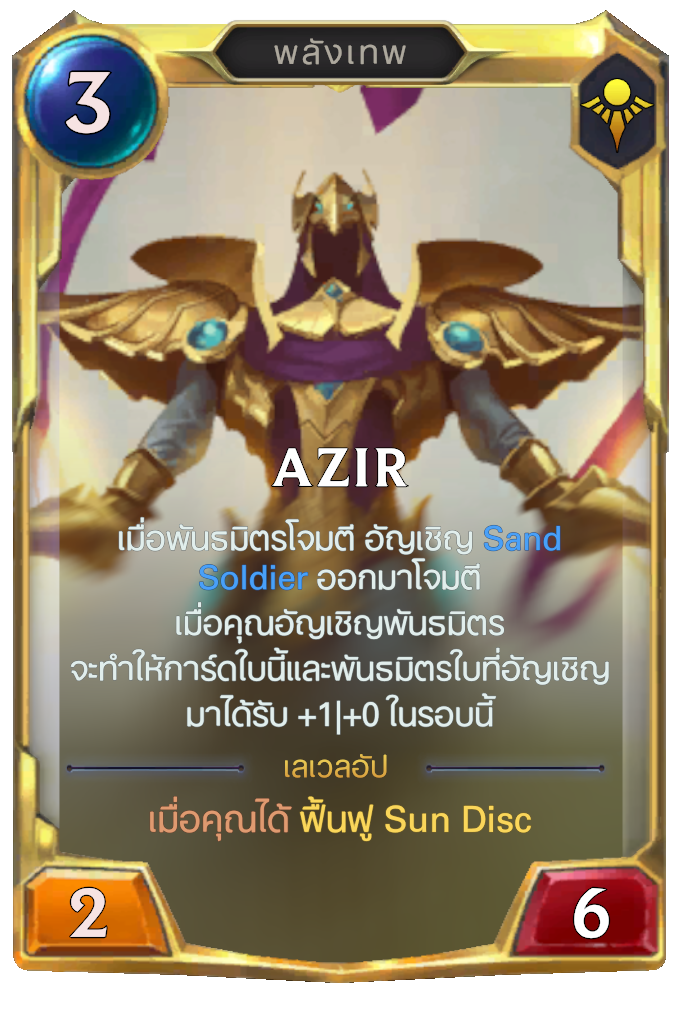 พลังเทพ
3
AZIR
เมื่อพันธมิตรโจมตี อัญเชิญ Sand
Soldier ออกมาโจมตี
เมื่อคุณอัญเชิญพันธมิตร
จะทำให้การ์ดใบนี้และพันธมิตรใบที่อัญเชิญ
มาได้รับ +1|+0 ในรอบนี้
เลเวลอัป
เมื่อคุณได้ ฟื้นฟู Sun Disc
2
6